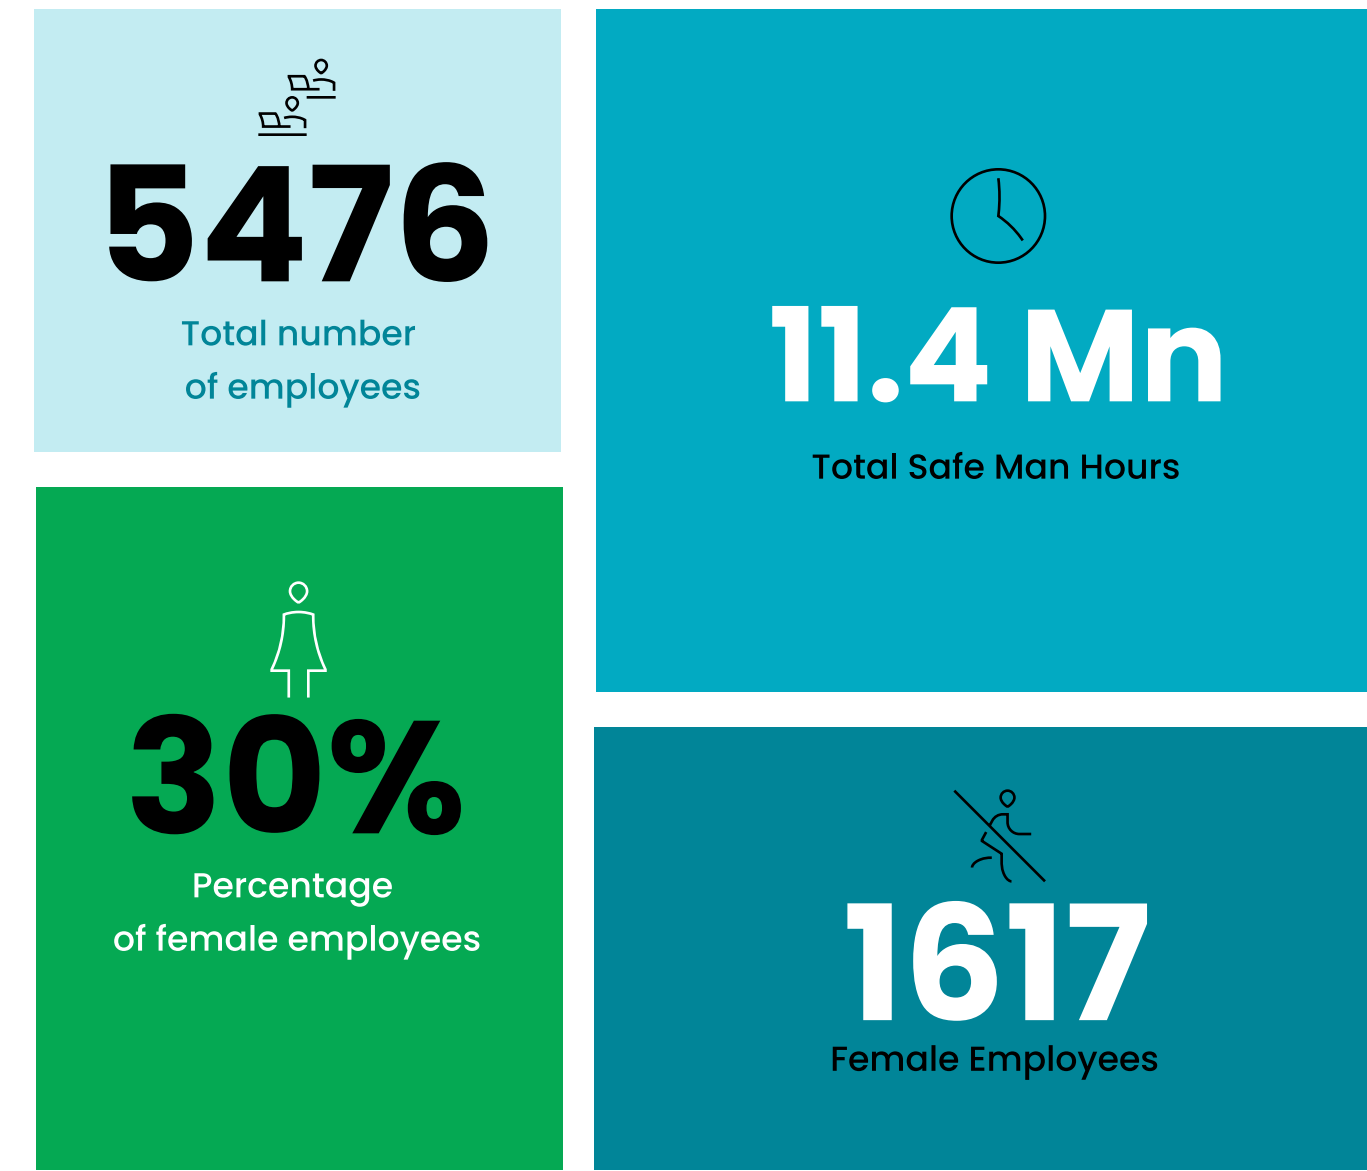 5476
Total number
of employees
11.4 Mn
Total Safe Man Hours
30%
Percentage
of female employees
1617
Female Employees